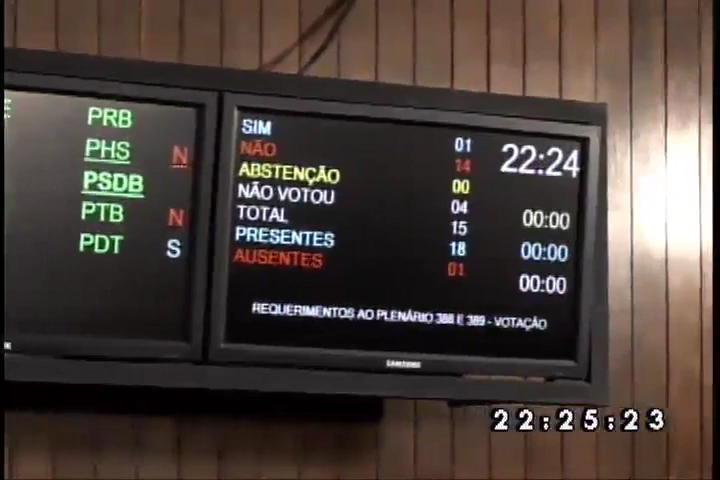 PRB
PHS N
PSDB
PTB N
PDT S
SIM 01
NÃO 14
ABSTENÇÃO 00
NÃO VOTOU 04
TOTAL 15
PRESENTES 18
AUSENTES 01
22:24
00:00
00:00
00:00
REQUERIMENTOS AO PLENÁRIO 388 E 389 - VOTAÇÃO
SAMSUNG
22:25:23